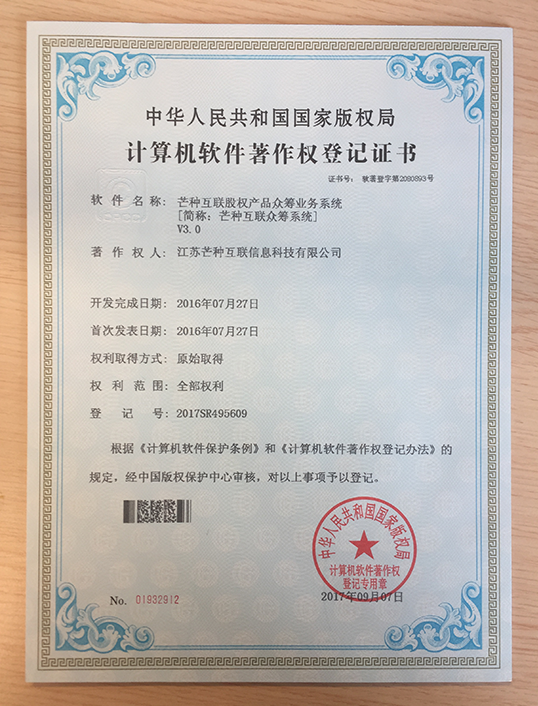 中华人民共和国国家版权局
计算机软件著作权登记证书
证书号： 软著登字第2080893号
软件名称： 芒种互联股权产品众筹业务系统
[简称：芒种互联众筹系统]
V3.0
著作权人： 江苏芒种互联信息科技有限公司
开发完成日期： 2016年07月27日
首次发表日期： 2016年07月27日
权利取得方式： 原始取得
权利范围： 全部权利
登记号： 2017SR495609
根据《计算机软件保护条例》和《计算机软件著作权登记办法》的
规定，经中国版权保护中心审核，对以上事项予以登记。
中华人民共和国国家版权局
计算机软件著作权
登记专用章
2017年09月07日
No. 01932912